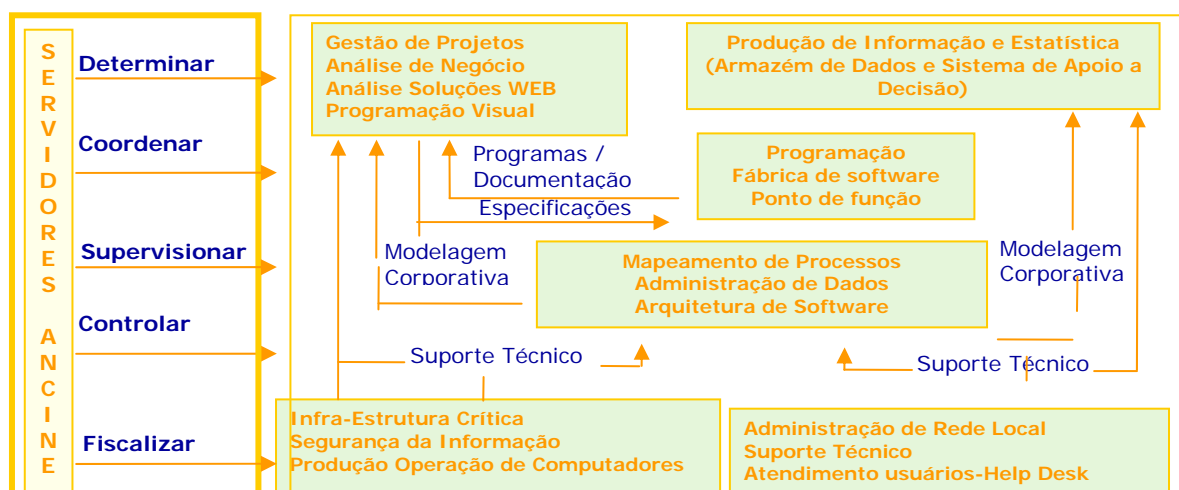 SERVIDORES ANCINE
Determinar
Coordenar
Supervisionar
Controlar
Fiscalizar
Gestão de Projetos
Análise de Negócio
Análise Soluções WEB
Programação Visual
Produção de Informação e Estatística
(Armazém de Dados e Sistema de Apoio a
Decisão)
Programas /
Documentação
Especificações
Programação
Fábrica de software
Ponto de função
Modelagem
Corporativa
Mapeamento de Processos
Administração de Dados
Arquitetura de Software
Modelagem
Corporativa
Suporte Técnico
Suporte Técnico
Infra-Estrutura Crítica
Segurança da Informação
Produção Operação de Computadores
Administração de Rede Local
Suporte Técnico
Atendimento usuários-Help Desk